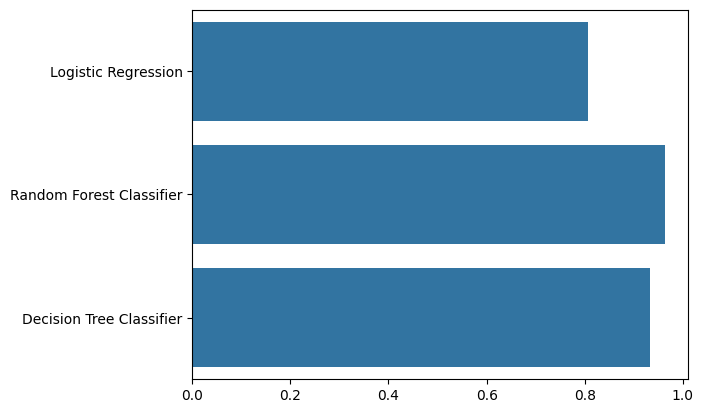 Logistic Regression
Random Forest Classifier
Decision Tree Classifier
0.0 0.2 0.4 0.6 0.8 1.0